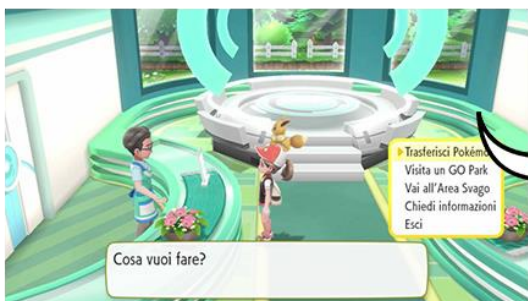 Trasferisci Pokémo
Visita un GO Park
Vai all'Area Svago
Chiedi informazioni
Esci
Cosa vuoi fare?